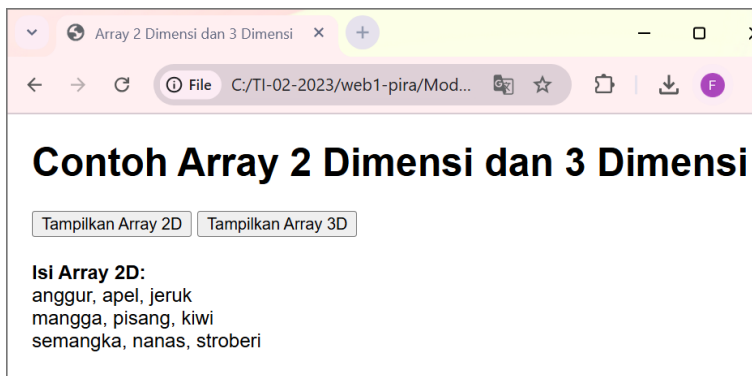 Array 2 Dimensi dan 3 Dimensi
File C:/TI-02-2023/web1-pira/Mod...
F
Contoh Array 2 Dimensi dan 3 Dimensi
Tampilkan Array 2D Tampilkan Array 3D
Isi Array 2D:
anggur, apel, jeruk
mangga, pisang, kiwi
semangka, nanas, stroberi